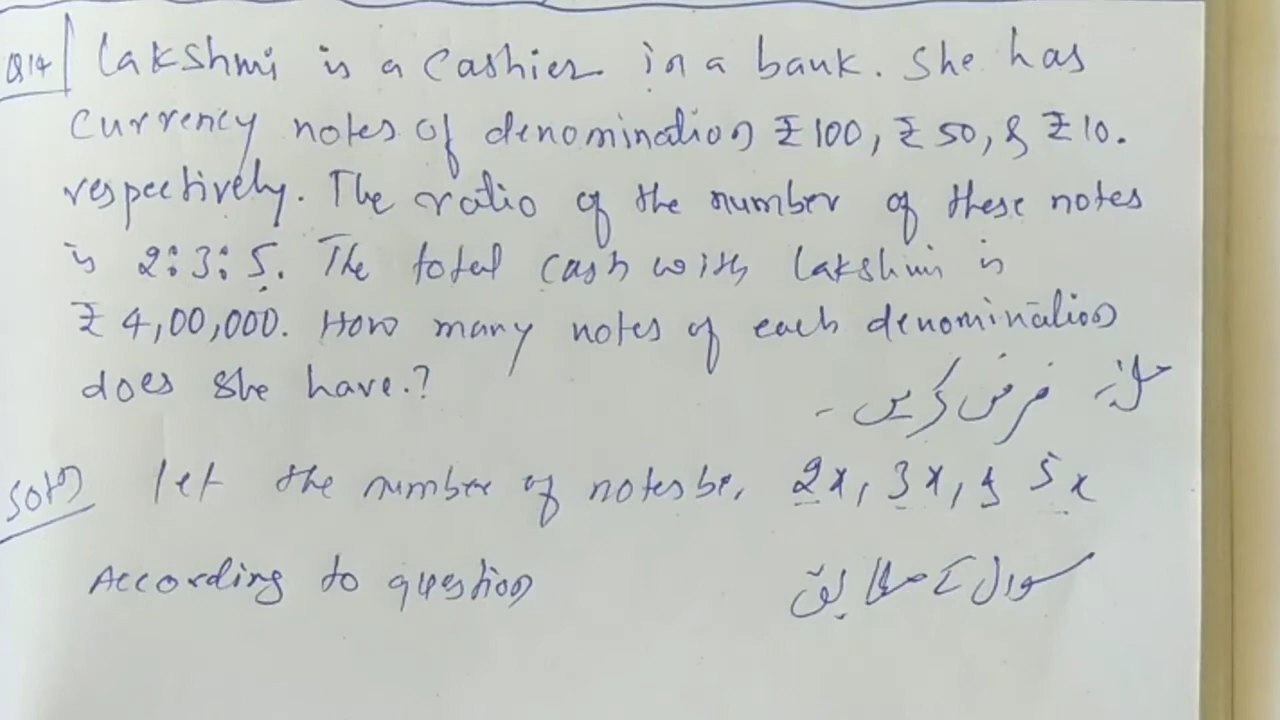 Q14 Lakshmi is a Cashier in a bank. She has
Currency notes of denomination ₹100, ₹50, & ₹10.
respectively. The ratio of the number of these notes
is 2:3:5. The total cash with Lakshmi is
₹ 4,00,000. How many notes of each denomination
does she have.?
فرض کریں -
Soln let the number of notes be, 2x, 3x, & 5x
According to question سوال کے مطابق